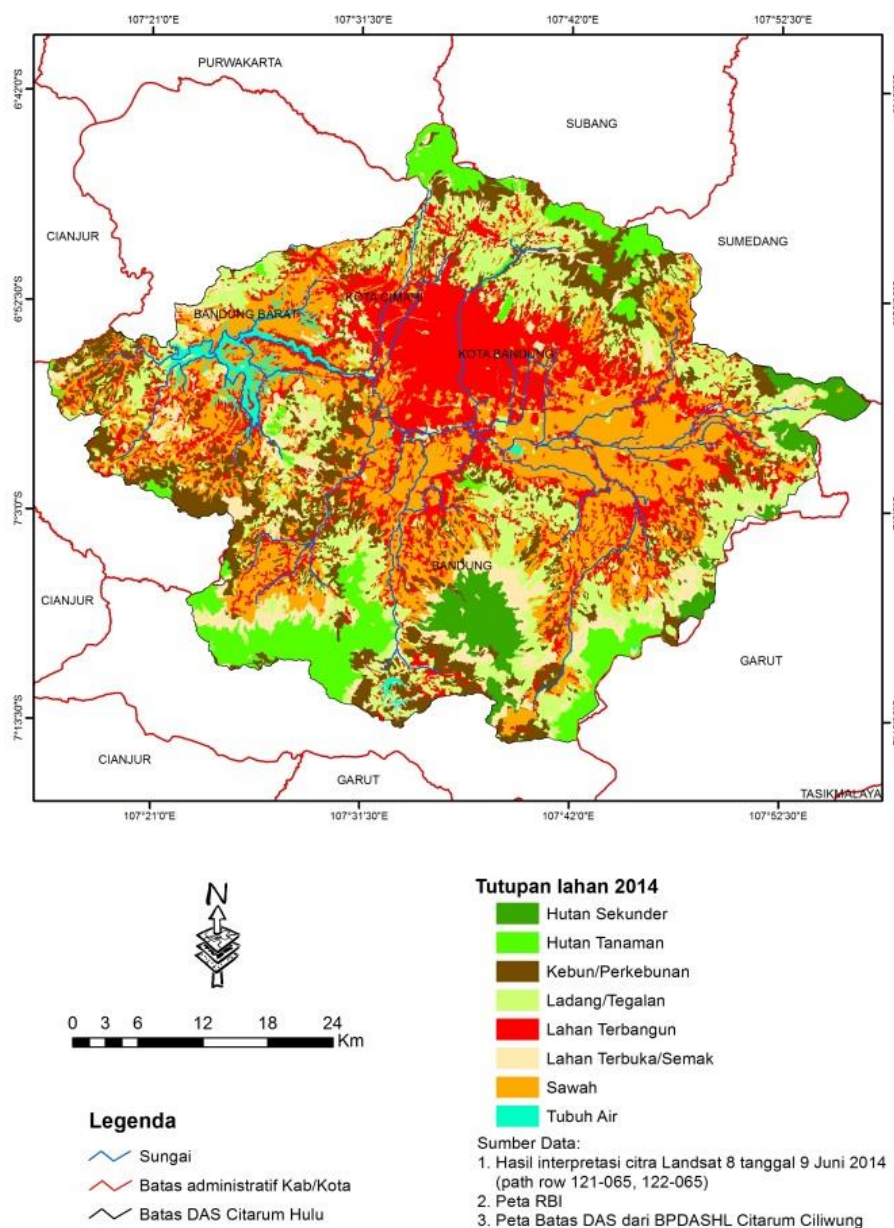 107°21'0"E 107°31'30"E 107°42'0"E 107°52'30"E
PURWAKARTA
6°42'0"S
SUBANG
CIANJUR
SUMEDANG
6°52'30"S
KOTA CIMAHI
BANDUNG BARAT
KOTA BANDUNG
7°3'0"S
BANDUNG
CIANJUR
GARUT
7°13'30"S
CIANJUR
GARUT
TASIKMALAYA
107°21'0"E 107°31'30"E 107°42'0"E 107°52'30"E
N
0 3 6 12 18 24
Km
Legenda
Sungai
Batas administratif Kab/Kota
Batas DAS Citarum Hulu
Tutupan lahan 2014
Hutan Sekunder
Hutan Tanaman
Kebun/Perkebunan
Ladang/Tegalan
Lahan Terbangun
Lahan Terbuka/Semak
Sawah
Tubuh Air
Sumber Data:
1. Hasil interpretasi citra Landsat 8 tanggal 9 Juni 2014
(path row 121-065, 122-065)
2. Peta RBI
3. Peta Batas DAS dari BPDASHL Citarum Ciliwung